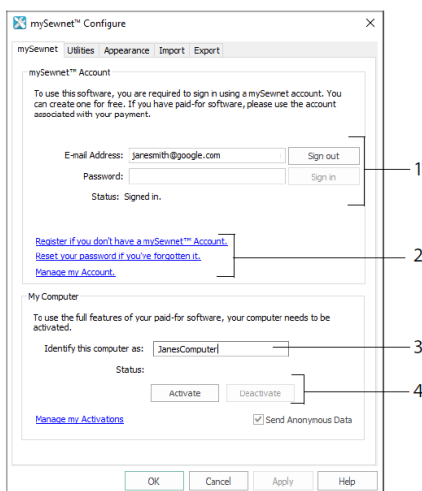 mySewnet™ Configure
mySewnet Utilities Appearance Import Export
mySewnet™ Account
To use this software, you are required to sign in using a mySewnet account. You
can create one for free. If you have paid-for software, please use the account
associated with your payment.
E-mail Address: janesmith@google.com Sign out
Password: Sign in
Status: Signed in.
1
Register if you don't have a mySewnet™ Account.
Reset your password if you've forgotten it.
Manage my Account.
2
My Computer
To use the full features of your paid-for software, your computer needs to be
activated.
Identify this computer as: JanesComputer
3
Status:
Activate Deactivate
4
Manage my Activations Send Anonymous Data
OK Cancel Apply Help